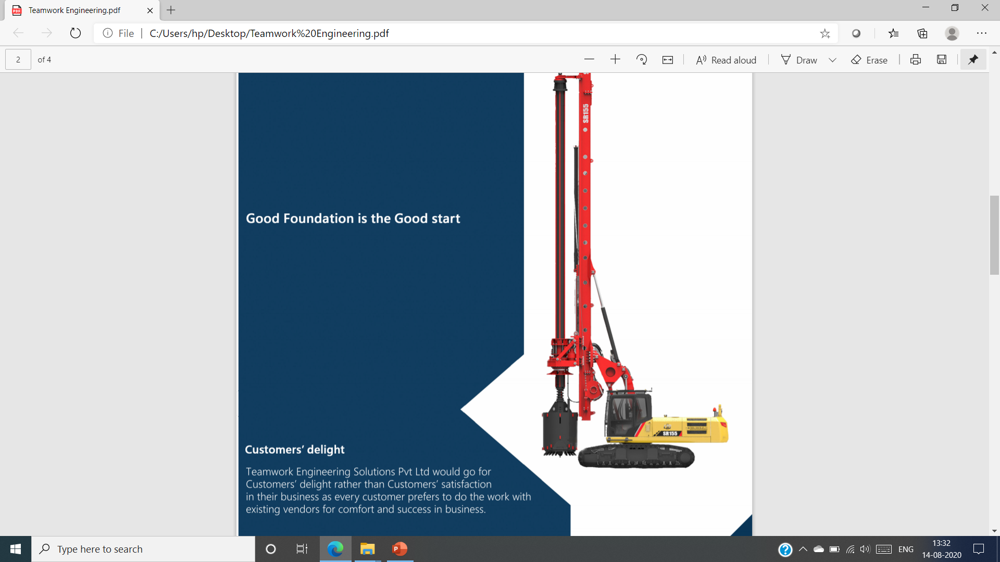 Teamwork Engineering.pdf
File
C:/Users/hp/Desktop/Teamwork%20Engineering.pdf
2 of 4
Read aloud
Draw
Erase
SR155
Good Foundation is the Good start
SR155
Customers’ delight
Teamwork Engineering Solutions Pvt Ltd would go for
Customers’ delight rather than Customers’ satisfaction
in their business as every customer prefers to do the work with
existing vendors for comfort and success in business.
Type here to search
ENG
13:32
14-08-2020